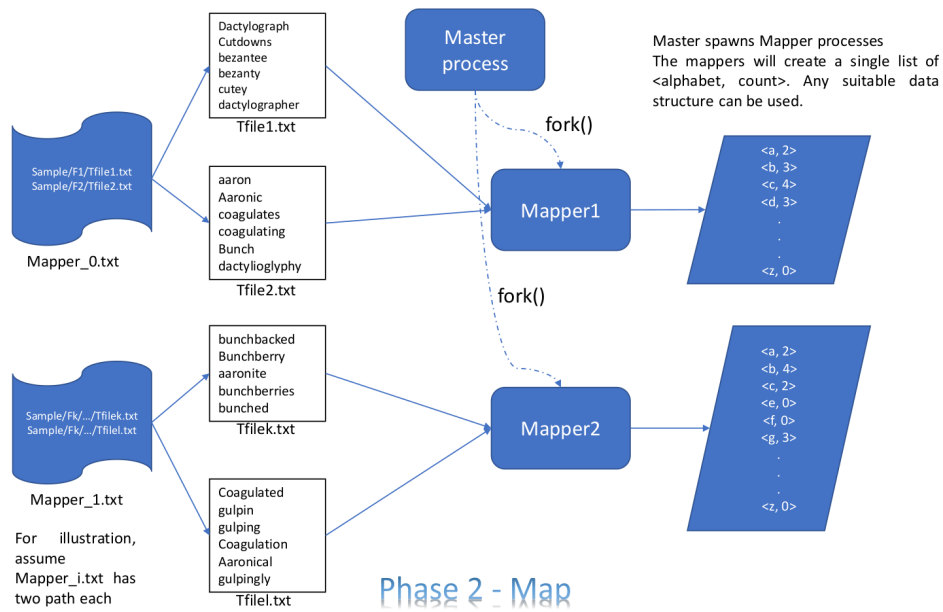 Dactylograph
Cutdowns
bezantee
bezanty
cutey
dactylographer
Tfile1.txt
Master
process
Master spawns Mapper processes
The mappers will create a single list of
<alphabet, count>. Any suitable data
structure can be used.
fork()
Sample/F1/Tfile1.txt
Sample/F2/Tfile2.txt
Mapper_0.txt
aaron
Aaronic
coagulates
coagulating
Bunch
dactylioglyphy
Tfile2.txt
Mapper1
<a, 2>
<b, 3>
<c, 4>
<d, 3>
.
.
.
<z, 0>
fork()
bunchbacked
Bunchberry
aaronite
bunchberries
bunched
Tfilek.txt
Sample/Fk/.../Tfilek.txt
Sample/Fk/.../Tfilel.txt
Mapper_1.txt
Mapper2
<a, 2>
<b, 4>
<c, 2>
<e, 0>
<f, 0>
<g, 3>
.
.
.
<z, 0>
Coagulated
gulpin
gulping
Coagulation
Aaronical
gulpingly
Tfilel.txt
For illustration,
assume
Mapper_i.txt has
two path each
Phase 2 - Map